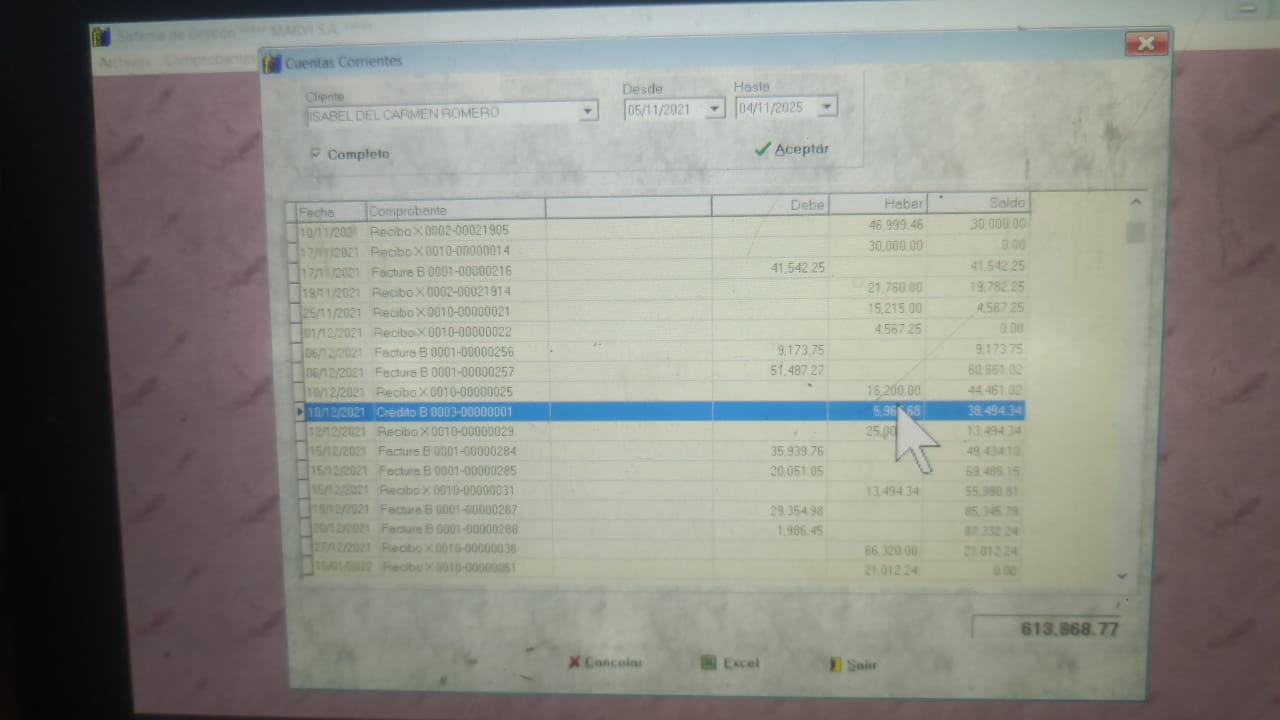 Sistema de Gestión **** MARVI S.A. *****
Archivos Comprobantes
Cuentas Corrientes
Cliente Desde Hasta
ISABEL DEL CARMEN ROMERO 05/11/2021 04/11/2025
Completo Aceptar
Fecha Comprobante Debe Haber Saldo
10/11/2021 Recibo X 0002-00021905 46,999.46 30,000.00
17/11/2021 Recibo X 0010-00000014 30,000.00 0.00
17/11/2021 Factura B 0001-00000216 41,542.25 41,542.25
19/11/2021 Recibo X 0002-00021914 21,760.00 19,782.25
25/11/2021 Recibo X 0010-00000021 15,215.00 4,567.25
01/12/2021 Recibo X 0010-00000022 4,567.25 0.00
06/12/2021 Factura B 0001-00000256 9,173.75 9,173.75
06/12/2021 Factura B 0001-00000257 51,487.27 60,661.02
10/12/2021 Recibo X 0010-00000025 16,200.00 44,461.02
10/12/2021 Crédito B 0003-00000001 38,494.34
12/12/2021 Recibo X 0010-00000029 13,494.34
15/12/2021 Factura B 0001-00000284 35,939.76 49,434.10
15/12/2021 Factura B 0001-00000285 20,051.05 69,485.15
15/12/2021 Recibo X 0010-00000031 13,494.34 55,990.81
19/12/2021 Factura B 0001-00000287 29,354.98 85,345.79
20/12/2021 Factura B 0001-00000288 1,986.45 87,332.24
27/12/2021 Recibo X 0010-00000038 66,320.00 21,012.24
10/01/2022 Recibo X 0010-00000051 21,012.24 0.00
613,868.77
Cancelar Excel Salir